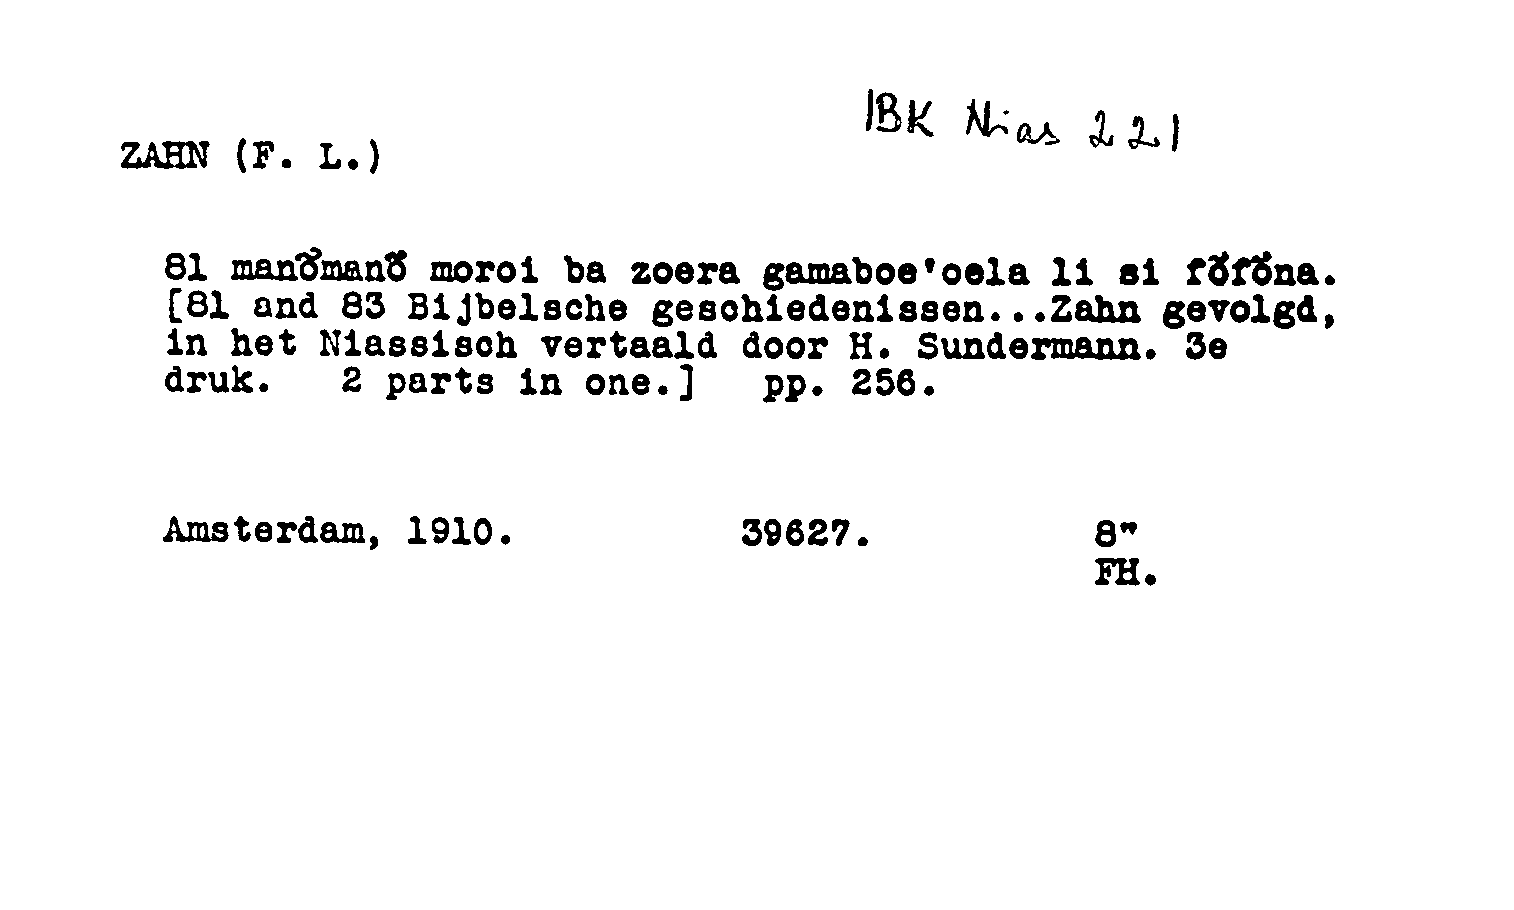 BK Nias 221
ZAHN (F. L.)
81 manŏmanŏ moroi ba zoera gamaboe'oela li si fŏfŏna.
[81 and 83 Bijbelsche geschiedenissen...Zahn gevolgd,
in het Niassisch vertaald door H. Sundermann. 3e
druk. 2 parts in one.] pp. 256.
Amsterdam, 1910. 39627. 8"
FH.